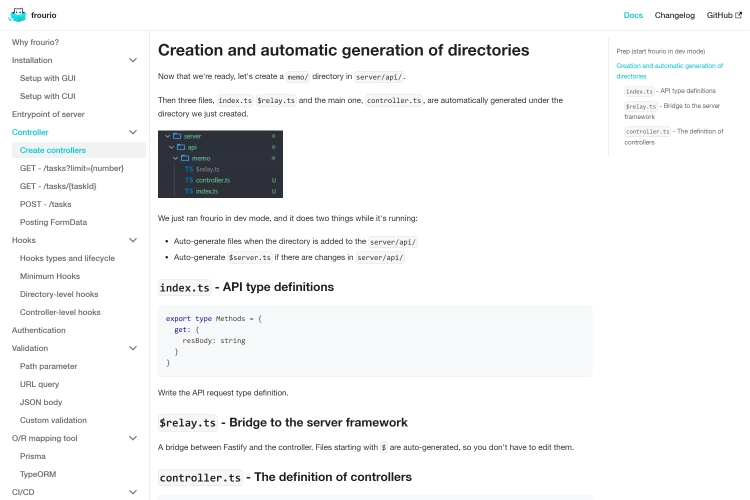 frourio
Docs
Changelog
GitHub
Why frourio?
Installation
Setup with GUI
Setup with CUI
Entrypoint of server
Controller
Create controllers
GET - /tasks?limit={number}
GET - /tasks/{taskId}
POST - /tasks
Posting FormData
Hooks
Hooks types and lifecycle
Minimum Hooks
Directory-level hooks
Controller-level hooks
Authentication
Validation
Path parameter
URL query
JSON body
Custom validation
O/R mapping tool
Prisma
TypeORM
CI/CD
Creation and automatic generation of directories
Now that we're ready, let's create a memo/ directory in server/api/.
Then three files, index.ts $relay.ts and the main one, controller.ts, are automatically generated under the
directory we just created.
server
api
memo
TS $relay.ts
TS controller.ts U
TS index.ts U
We just ran frourio in dev mode, and it does two things while it's running:
• Auto-generate files when the directory is added to the server/api/
• Auto-generate $server.ts if there are changes in server/api/
index.ts - API type definitions
export type Methods = {
get: {
resBody: string
}
}
Write the API request type definition.
$relay.ts - Bridge to the server framework
A bridge between Fastify and the controller. Files starting with $ are auto-generated, so you don't have to edit them.
controller.ts - The definition of controllers
Prep (start frourio in dev mode)
Creation and automatic generation of
directories
index.ts - API type definitions
$relay.ts - Bridge to the server
framework
controller.ts - The definition of
controllers